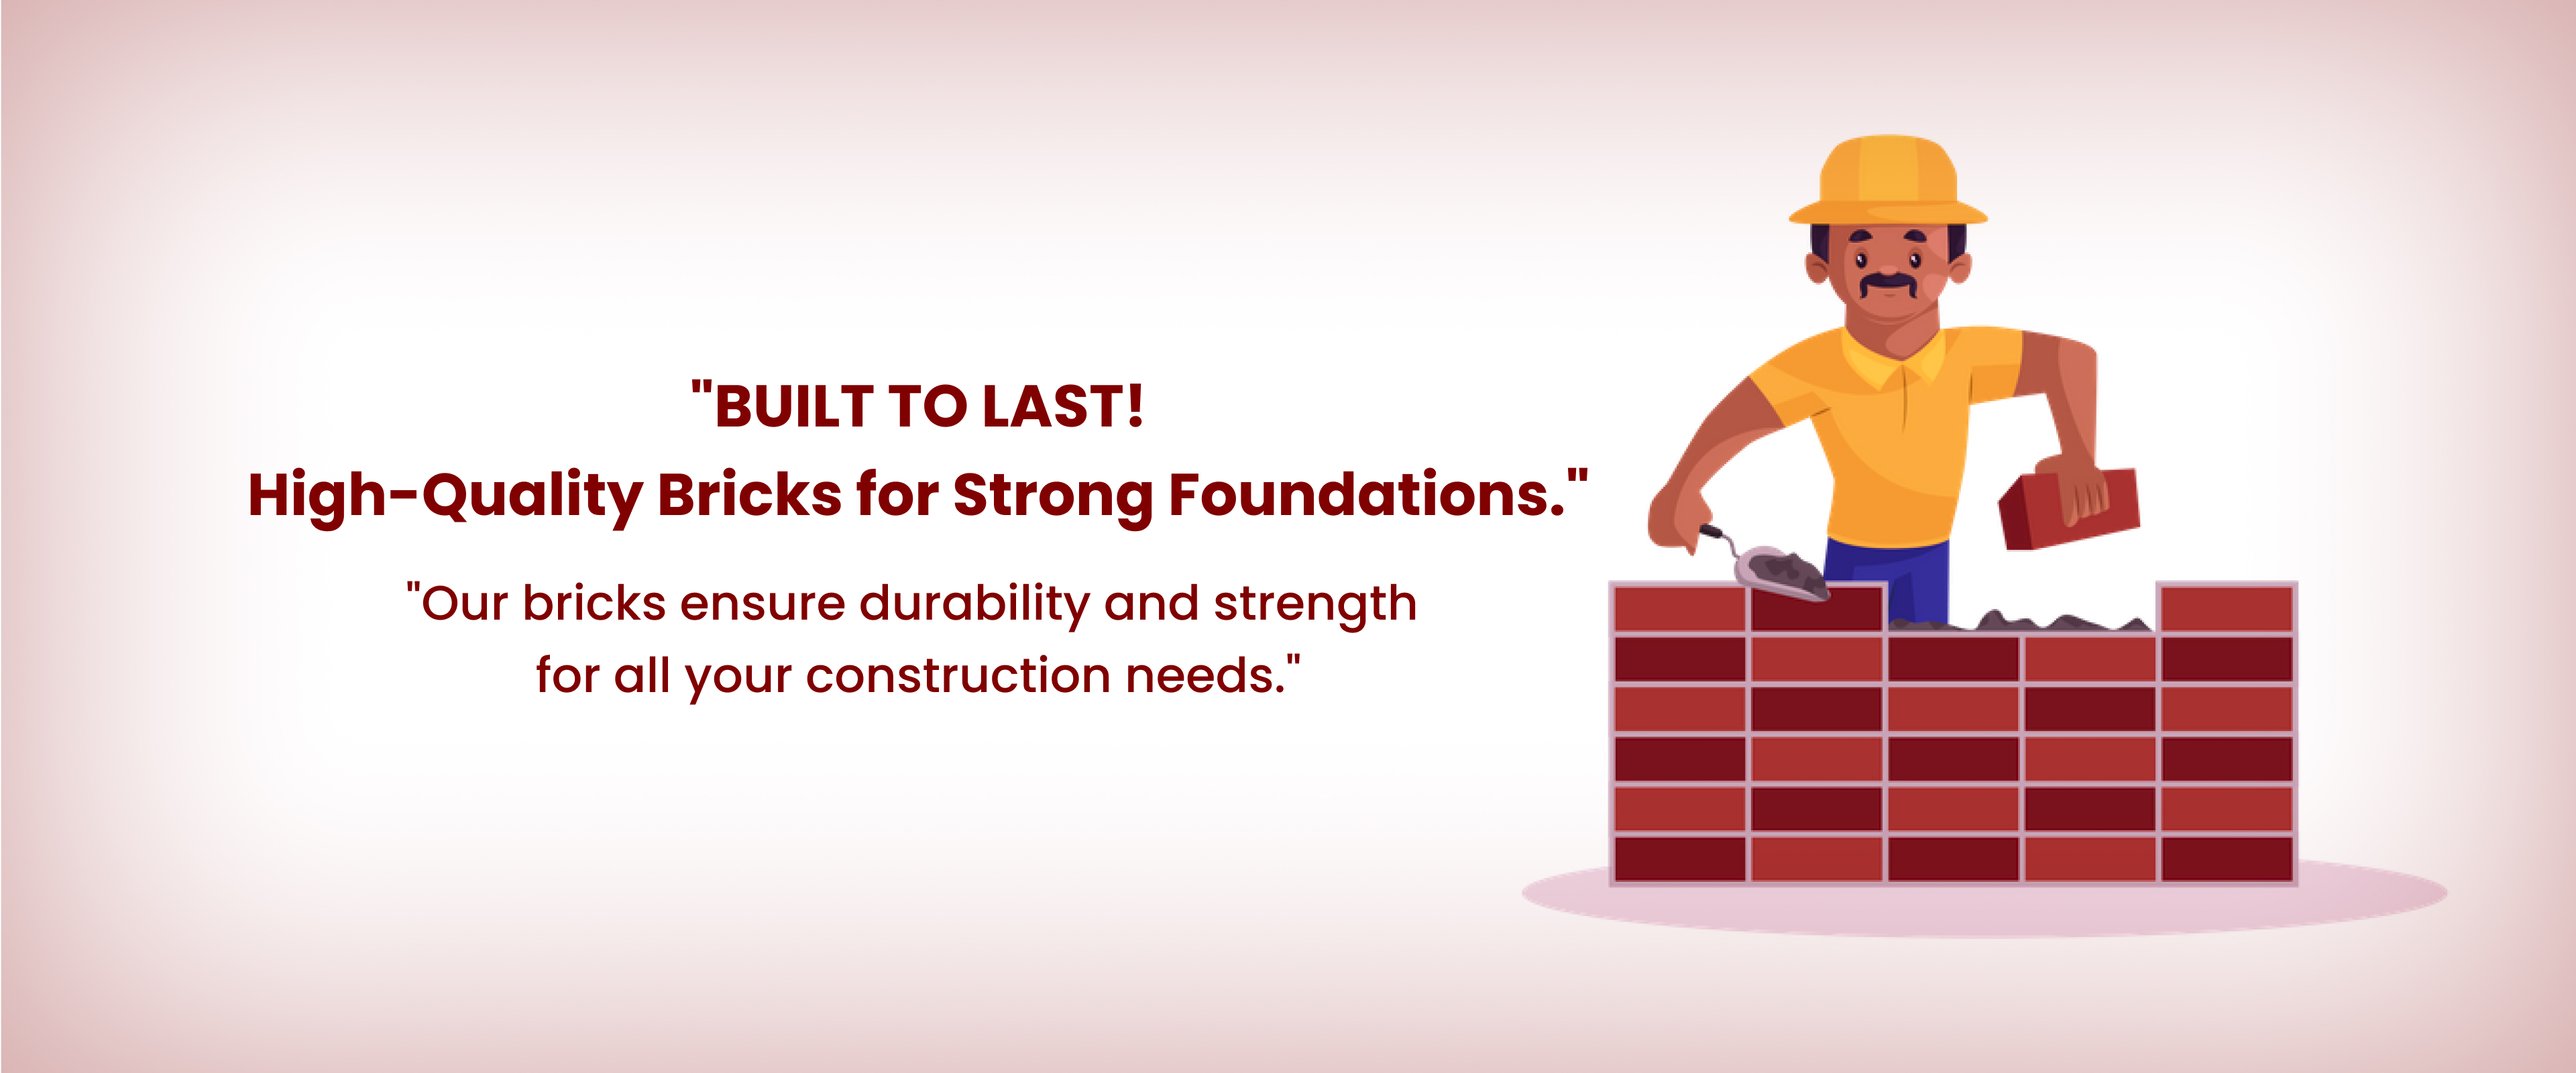 "BUILT TO LAST!
High-Quality Bricks for Strong Foundations."
"Our bricks ensure durability and strength
for all your construction needs."